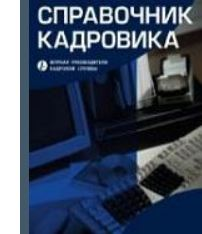 СПРАВОЧНИК
КАДРОВИКА
ЖУРНАЛ РУКОВОДИТЕЛЯ
КАДРОВОЙ СЛУЖБЫ